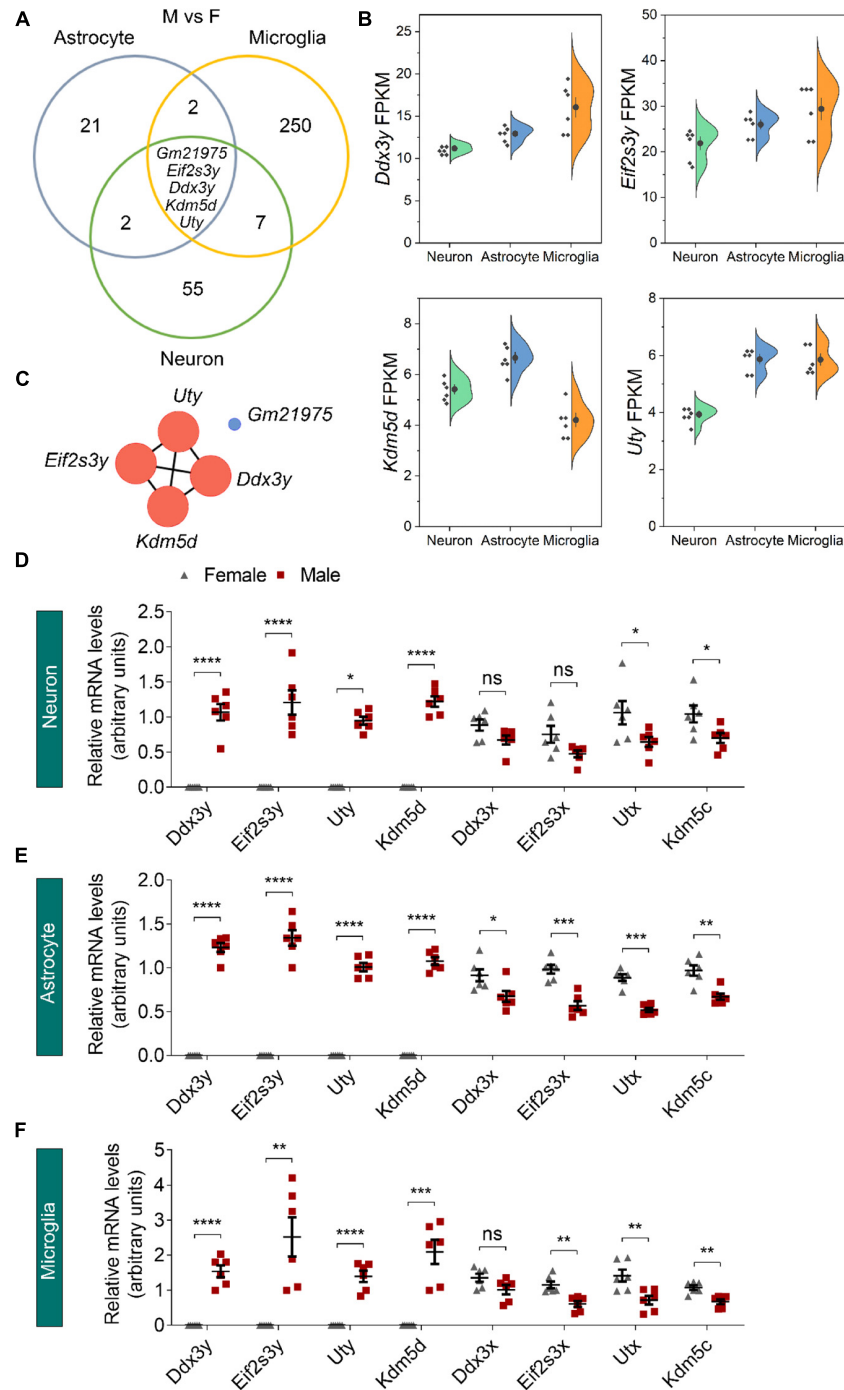 A
M vs F
Astrocyte
Microglia
21
2
250
Gm21975
Eif2s3y
Ddx3y
Kdm5d
Uty
2
7
55
Neuron
B
Ddx3y FPKM
25
20
15
10
5
0
Neuron Astrocyte Microglia
Eif2s3y FPKM
50
40
30
20
10
0
Neuron Astrocyte Microglia
Kdm5d FPKM
8
6
4
2
0
Neuron Astrocyte Microglia
Uty FPKM
8
6
4
2
0
Neuron Astrocyte Microglia
C
Uty
Gm21975
Eif2s3y
Ddx3y
Kdm5d
D
Female Male
Neuron
Relative mRNA levels
(arbitrary units)
2.5
2.0
1.5
1.0
0.5
0.0
**** **** * **** ns ns * *
Ddx3y Eif2s3y Uty Kdm5d Ddx3x Eif2s3x Utx Kdm5c
E
Astrocyte
Relative mRNA levels
(arbitrary units)
2.0
1.5
1.0
0.5
0.0
**** **** **** **** * *** *** **
Ddx3y Eif2s3y Uty Kdm5d Ddx3x Eif2s3x Utx Kdm5c
F
Microglia
Relative mRNA levels
(arbitrary units)
5
4
3
2
1
0
**** ** **** *** ns ** ** **
Ddx3y Eif2s3y Uty Kdm5d Ddx3x Eif2s3x Utx Kdm5c